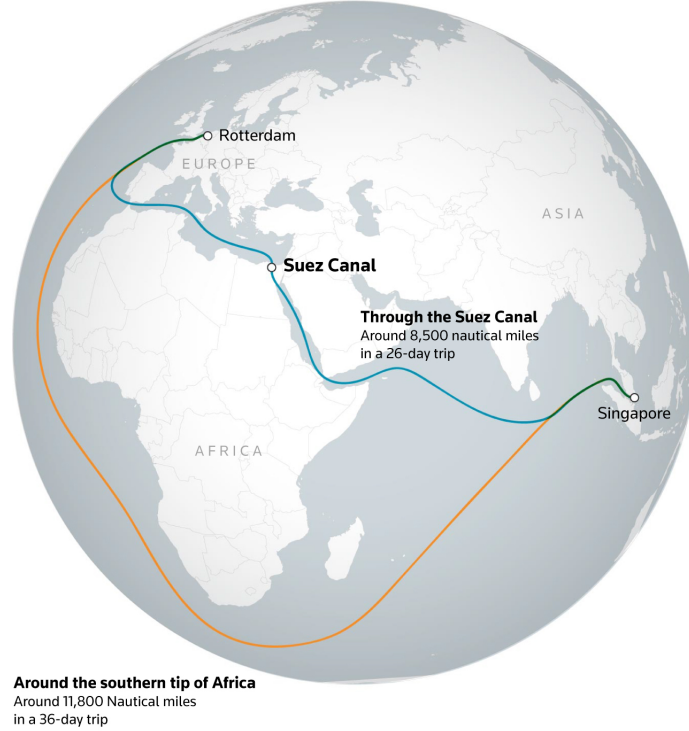 Rotterdam
EUROPE
ASIA
Suez Canal
Through the Suez Canal
Around 8,500 nautical miles
in a 26-day trip
Singapore
AFRICA
Around the southern tip of Africa
Around 11,800 Nautical miles
in a 36-day trip